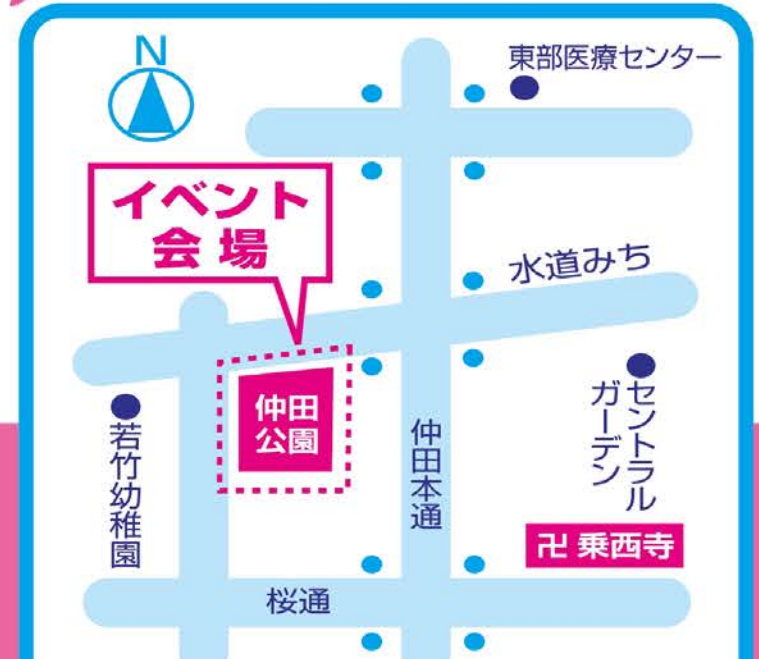 N
東部医療センター
イベント
会場
水道みち
仲田
公園
セントラル
ガーデン
若竹幼稚園
仲田本通
卍 乗西寺
桜通